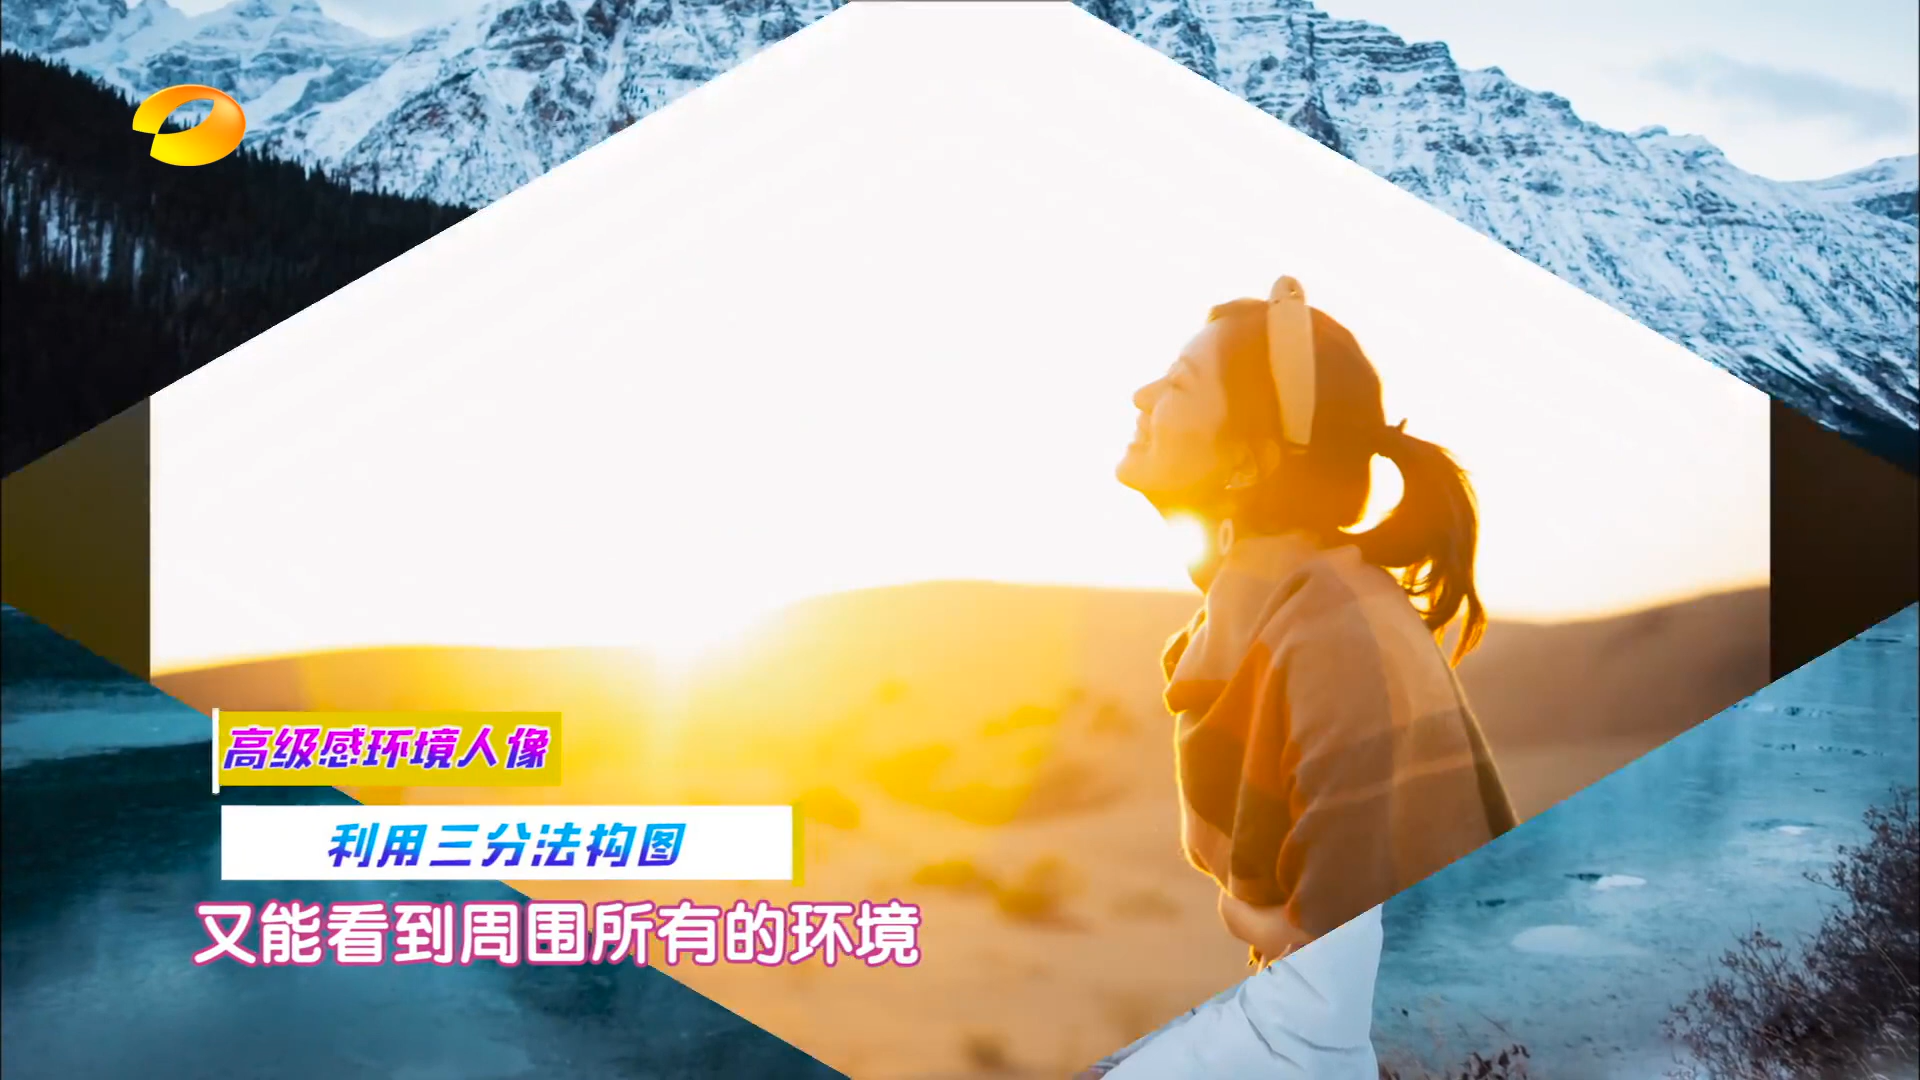 高级感环境人像
利用三分法构图
又能看到周围所有的环境